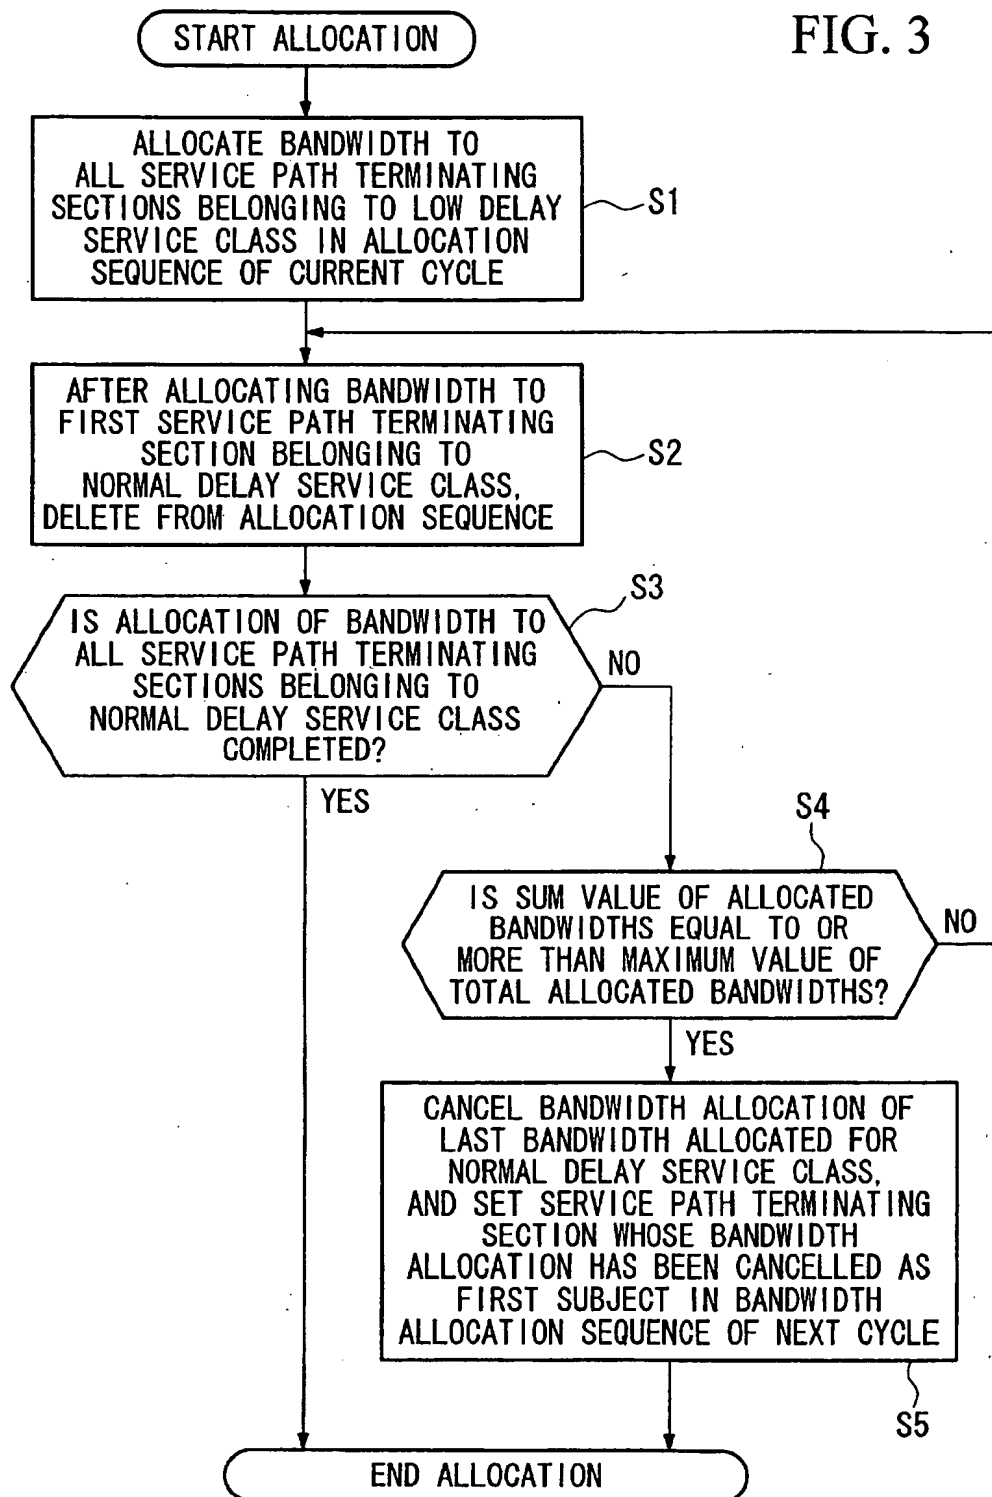 START ALLOCATION
FIG. 3
ALLOCATE BANDWIDTH TO
ALL SERVICE PATH TERMINATING
SECTIONS BELONGING TO LOW DELAY
SERVICE CLASS IN ALLOCATION
SEQUENCE OF CURRENT CYCLE
S1
AFTER ALLOCATING BANDWIDTH TO
FIRST SERVICE PATH TERMINATING
SECTION BELONGING TO
NORMAL DELAY SERVICE CLASS,
DELETE FROM ALLOCATION SEQUENCE
S2
S3
IS ALLOCATION OF BANDWIDTH TO
ALL SERVICE PATH TERMINATING
SECTIONS BELONGING TO
NORMAL DELAY SERVICE CLASS
COMPLETED?
NO
YES
S4
IS SUM VALUE OF ALLOCATED
BANDWIDTHS EQUAL TO OR
MORE THAN MAXIMUM VALUE OF
TOTAL ALLOCATED BANDWIDTHS?
NO
YES
CANCEL BANDWIDTH ALLOCATION OF
LAST BANDWIDTH ALLOCATED FOR
NORMAL DELAY SERVICE CLASS,
AND SET SERVICE PATH TERMINATING
SECTION WHOSE BANDWIDTH
ALLOCATION HAS BEEN CANCELLED AS
FIRST SUBJECT IN BANDWIDTH
ALLOCATION SEQUENCE OF NEXT CYCLE
S5
END ALLOCATION